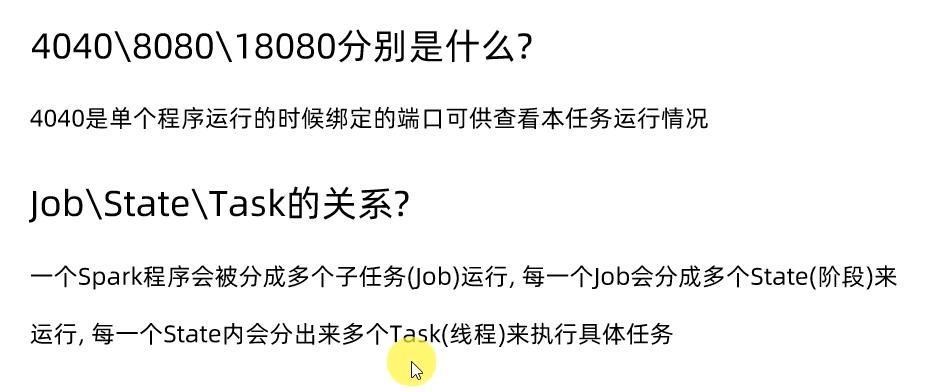 4040\8080\18080分别是什么?
4040是单个程序运行的时候绑定的端口可供查看本任务运行情况
Job\State\Task的关系?
一个Spark程序会被分成多个子任务(Job)运行, 每一个Job会分成多个State(阶段)来
运行, 每一个State内会分出来多个Task(线程)来执行具体任务